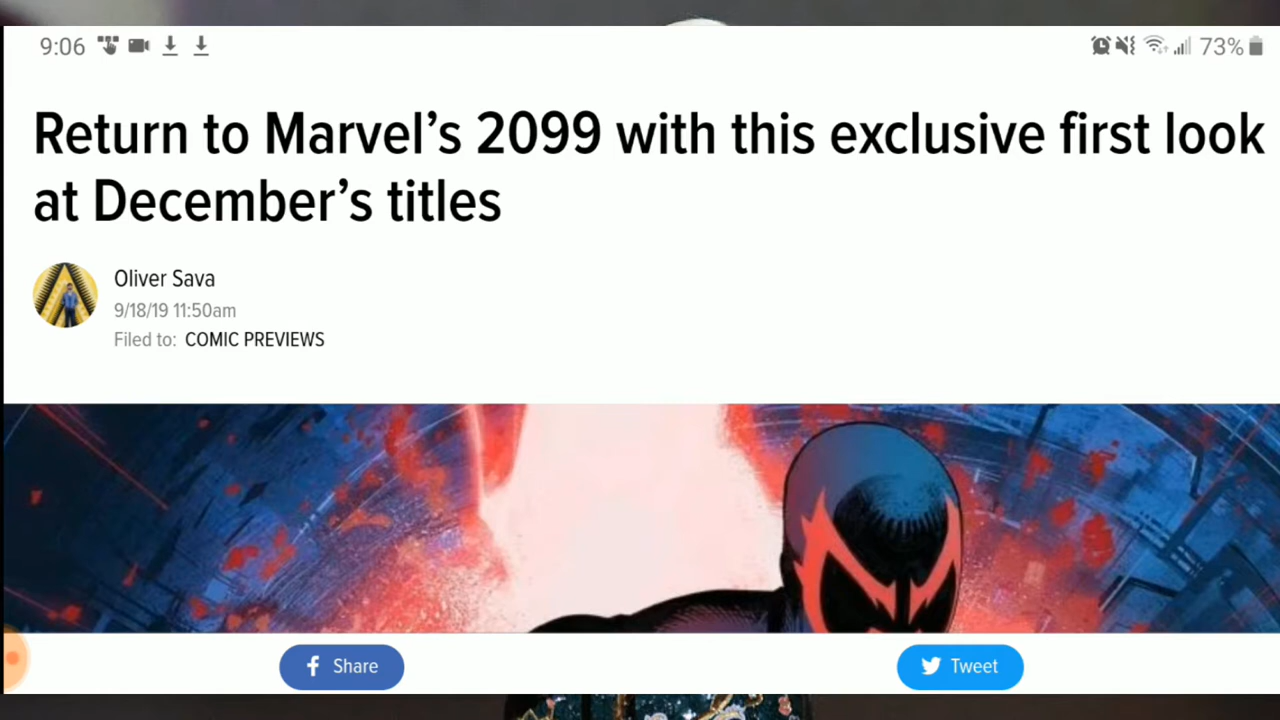 9:06 73%
Return to Marvel's 2099 with this exclusive first look
at December's titles
Oliver Sava
9/18/19 11:50am
Filed to: COMIC PREVIEWS
Share Tweet